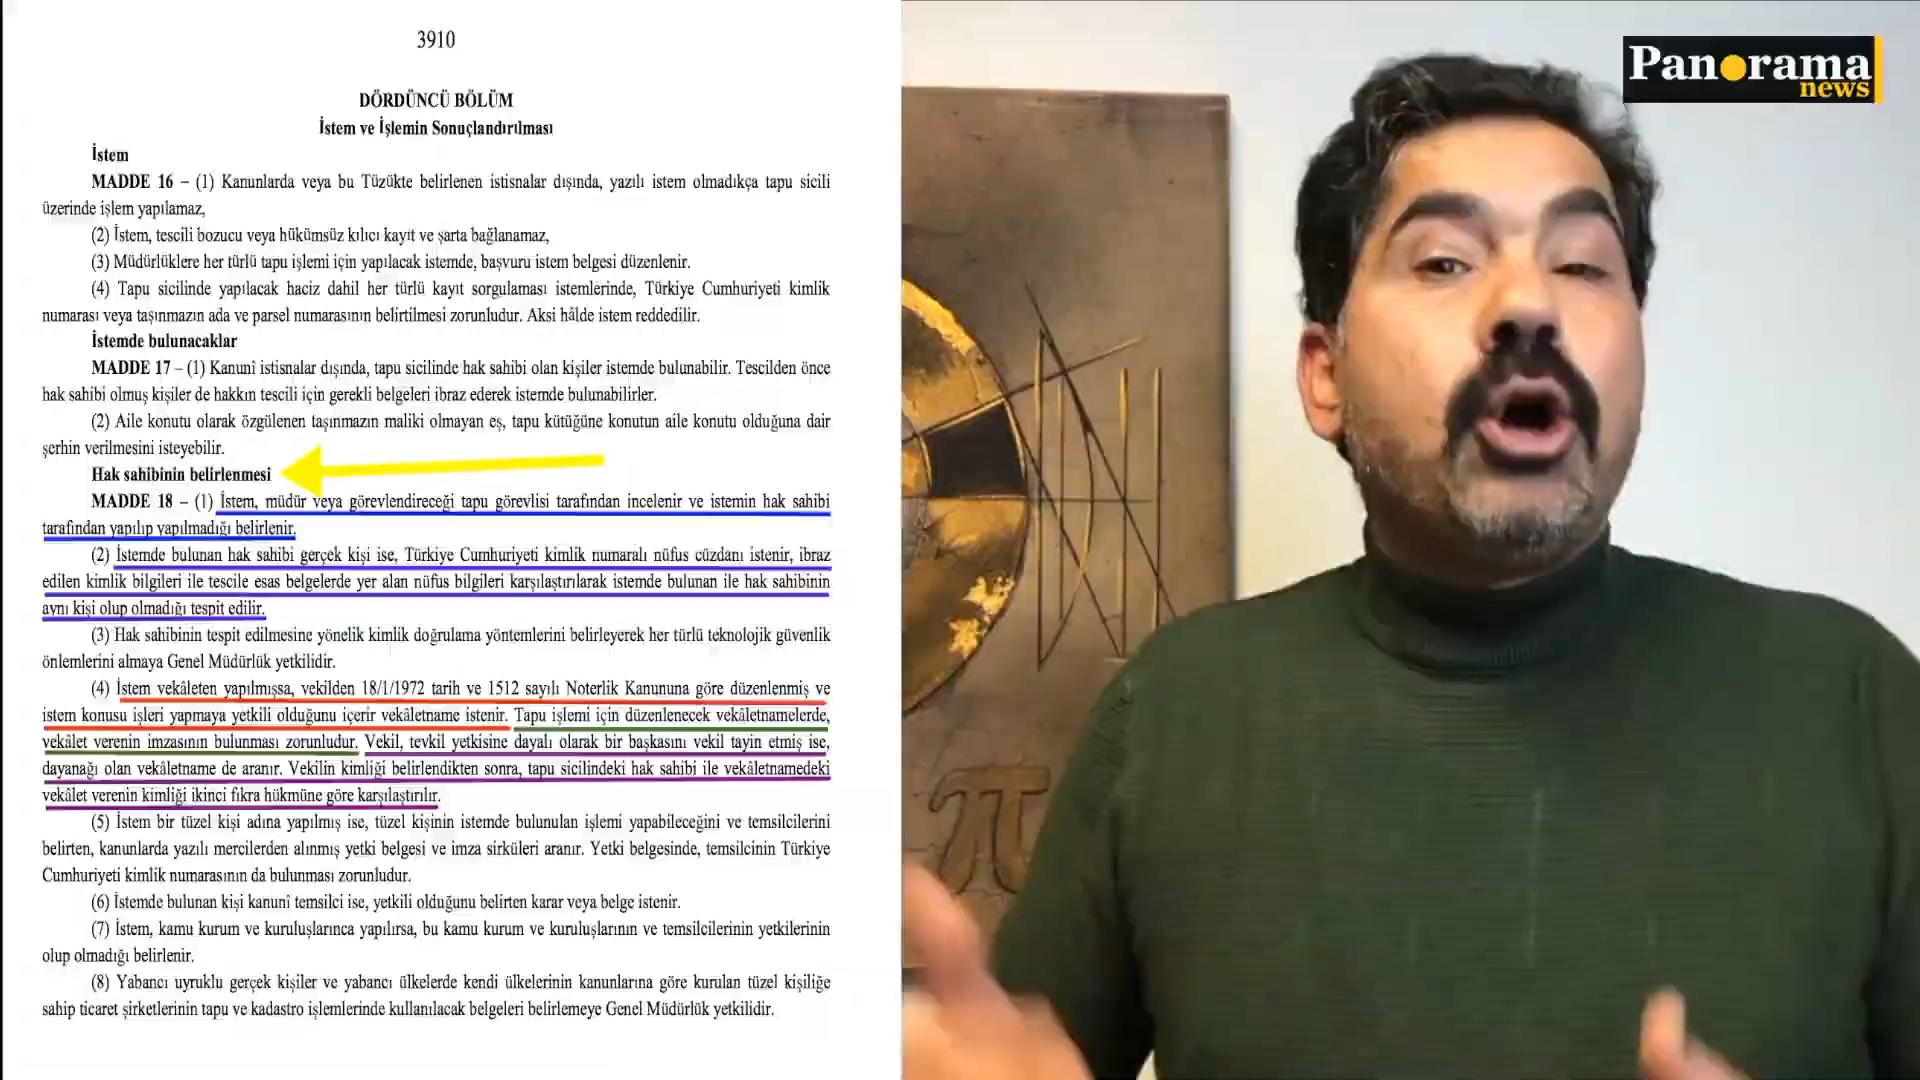 3910
DÖRDÜNCÜ BÖLÜM
İstem ve İşlemin Sonuçlandırılması
İstem
MADDE 16 – (1) Kanunlarda veya bu Tüzükte belirlenen istisnalar dışında, yazılı istem olmadıkça tapu sicili
üzerinde işlem yapılamaz,
(2) İstem, tescili bozucu veya hükümsüz kılıcı kayıt ve şarta bağlanamaz,
(3) Müdürlüklere her türlü tapu işlemi için yapılacak istemde, başvuru istem belgesi düzenlenir.
(4) Tapu sicilinde yapılacak haciz dahil her türlü kayıt sorgulaması istemlerinde, Türkiye Cumhuriyeti kimlik
numarası veya taşınmazın ada ve parsel numarasının belirtilmesi zorunludur. Aksi hâlde istem reddedilir.
İstemde bulunacaklar
MADDE 17 – (1) Kanunî istisnalar dışında, tapu sicilinde hak sahibi olan kişiler istemde bulunabilir. Tescilden önce
hak sahibi olmuş kişiler de hakkın tescili için gerekli belgeleri ibraz ederek istemde bulunabilirler.
(2) Aile konutu olarak özgülenen taşınmazın maliki olmayan eş, tapu kütüğüne konutun aile konutu olduğuna dair
şerhin verilmesini isteyebilir.
Hak sahibinin belirlenmesi
MADDE 18 – (1) İstem, müdür veya görevlendireceği tapu görevlisi tarafından incelenir ve istemin hak sahibi
tarafından yapılıp yapılmadığı belirlenir.
(2) İstemde bulunan hak sahibi gerçek kişi ise, Türkiye Cumhuriyeti kimlik numaralı nüfus cüzdanı istenir, ibraz
edilen kimlik bilgileri ile tescile esas belgelerde yer alan nüfus bilgileri karşılaştırılarak istemde bulunan ile hak sahibinin
aynı kişi olup olmadığı tespit edilir.
(3) Hak sahibinin tespit edilmesine yönelik kimlik doğrulama yöntemlerini belirleyerek her türlü teknolojik güvenlik
önlemlerini almaya Genel Müdürlük yetkilidir.
(4) İstem vekâleten yapılmışsa, vekilden 18/1/1972 tarih ve 1512 sayılı Noterlik Kanununa göre düzenlenmiş ve
istem konusu işleri yapmaya yetkili olduğunu içerir vekâletname istenir. Tapu işlemi için düzenlenecek vekâletnamelerde,
vekâlet verenin imzasının bulunması zorunludur. Vekil, tevkil yetkisine dayalı olarak bir başkasını vekil tayin etmiş ise,
dayanağı olan vekâletname de aranır. Vekilin kimliği belirlendikten sonra, tapu sicilindeki hak sahibi ile vekâletnamedeki
vekâlet verenin kimliği ikinci fıkra hükmüne göre karşılaştırılır.
(5) İstem bir tüzel kişi adına yapılmış ise, tüzel kişinin istemde bulunulan işlemi yapabileceğini ve temsilcilerini
belirten, kanunlarda yazılı mercilerden alınmış yetki belgesi ve imza sirküleri aranır. Yetki belgesinde, temsilcinin Türkiye
Cumhuriyeti kimlik numarasının da bulunması zorunludur.
(6) İstemde bulunan kişi kanunî temsilci ise, yetkili olduğunu belirten karar veya belge istenir.
(7) İstem, kamu kurum ve kuruluşlarınca yapılırsa, bu kamu kurum ve kuruluşlarının ve temsilcilerinin yetkilerinin
olup olmadığı belirlenir.
(8) Yabancı uyruklu gerçek kişiler ve yabancı ülkelerde kendi ülkelerinin kanunlarına göre kurulan tüzel kişiliğe
sahip ticaret şirketlerinin tapu ve kadastro işlemlerinde kullanılacak belgeleri belirlemeye Genel Müdürlük yetkilidir.
Panorama
news
π